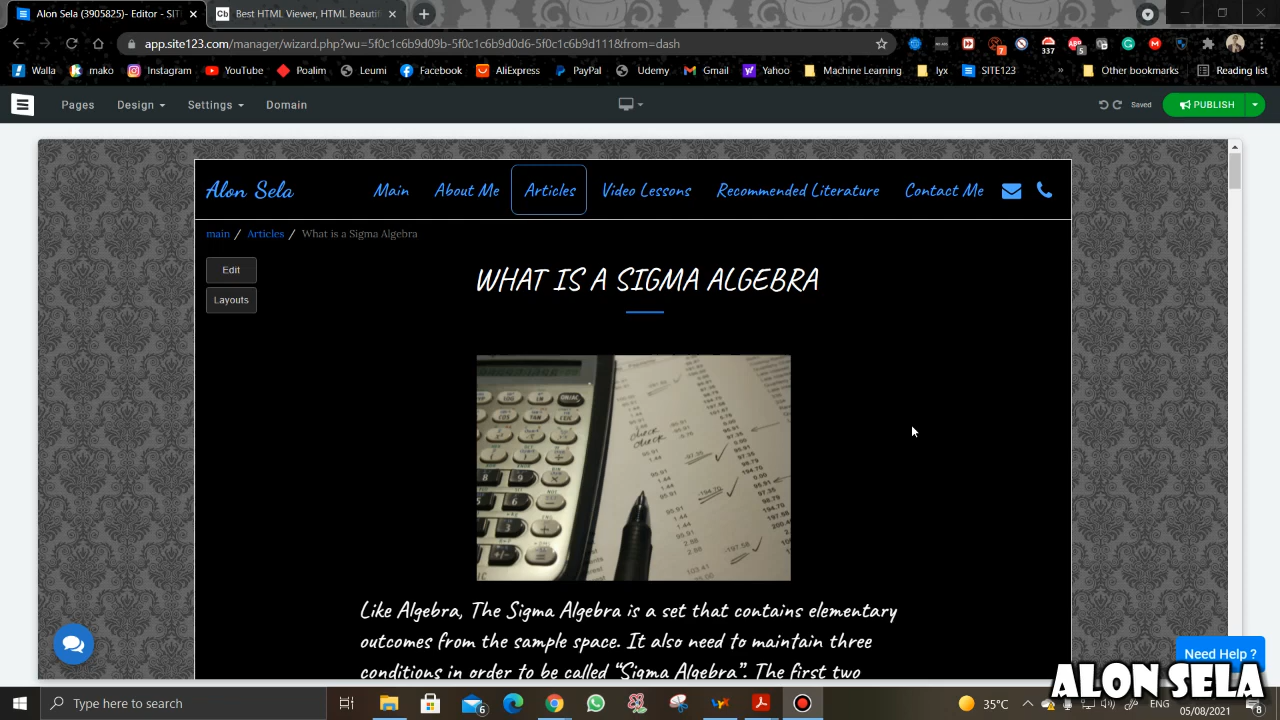 Alon Sela (3905825)- Editor - SIT
Best HTML Viewer, HTML Beautif
app.site123.com/manager/wizard.php?wu=5f0c1c6b9d09b-5f0c1c6b9d0d6-5f0c1c6b9d111&from=dash
7
337
5
Walla mako Instagram YouTube Poalim Leumi Facebook AliExpress PayPal Udemy Gmail Yahoo Machine Learning lyx SITE123 » Other bookmarks Reading list
Pages Design Settings Domain Saved PUBLISH
Alon Sela Main About Me Articles Video Lessons Recommended Literature Contact Me
main / Articles / What is a Sigma Algebra
Edit
Layouts
WHAT IS A SIGMA ALGEBRA
Like Algebra, The Sigma Algebra is a set that contains elementary
outcomes from the sample space. It also need to maintain three
conditions in order to be called “Sigma Algebra”. The first two
Need Help ?
ALON SELA
Type here to search
6
35°C
ENG
05/08/2021
8